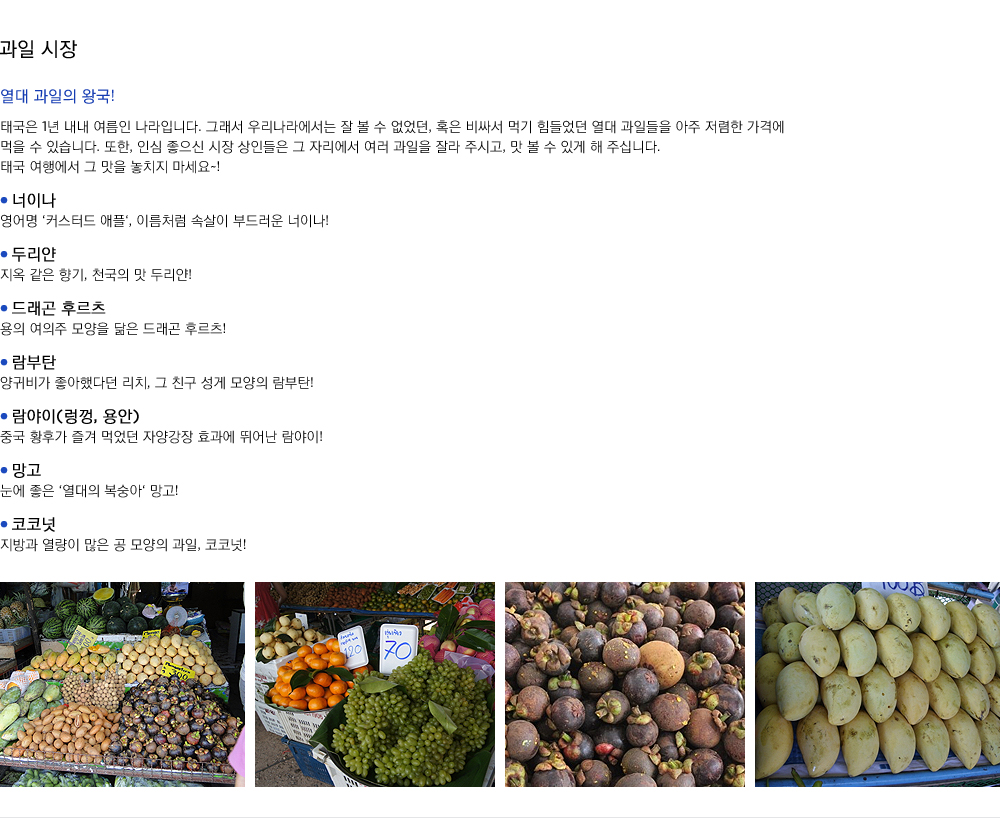 과일 시장
열대 과일의 왕국!
태국은 1년 내내 여름인 나라입니다. 그래서 우리나라에서는 잘 볼 수 없었던, 혹은 비싸서 먹기 힘들었던 열대 과일들을 아주 저렴한 가격에
먹을 수 있습니다. 또한, 인심 좋으신 시장 상인들은 그 자리에서 여러 과일을 잘라 주시고, 맛 볼 수 있게 해 주십니다.
태국 여행에서 그 맛을 놓치지 마세요~!
• 너이나
영어명 ‘커스터드 애플‘, 이름처럼 속살이 부드러운 너이나!
• 두리얀
지옥 같은 향기, 천국의 맛 두리얀!
• 드래곤 후르츠
용의 여의주 모양을 닮은 드래곤 후르츠!
• 람부탄
양귀비가 좋아했다던 리치, 그 친구 성게 모양의 람부탄!
• 람야이(렁껑, 용안)
중국 황후가 즐겨 먹었던 자양강장 효과에 뛰어난 람야이!
• 망고
눈에 좋은 ‘열대의 복숭아‘ 망고!
• 코코넛
지방과 열량이 많은 공 모양의 과일, 코코넛!
120
70